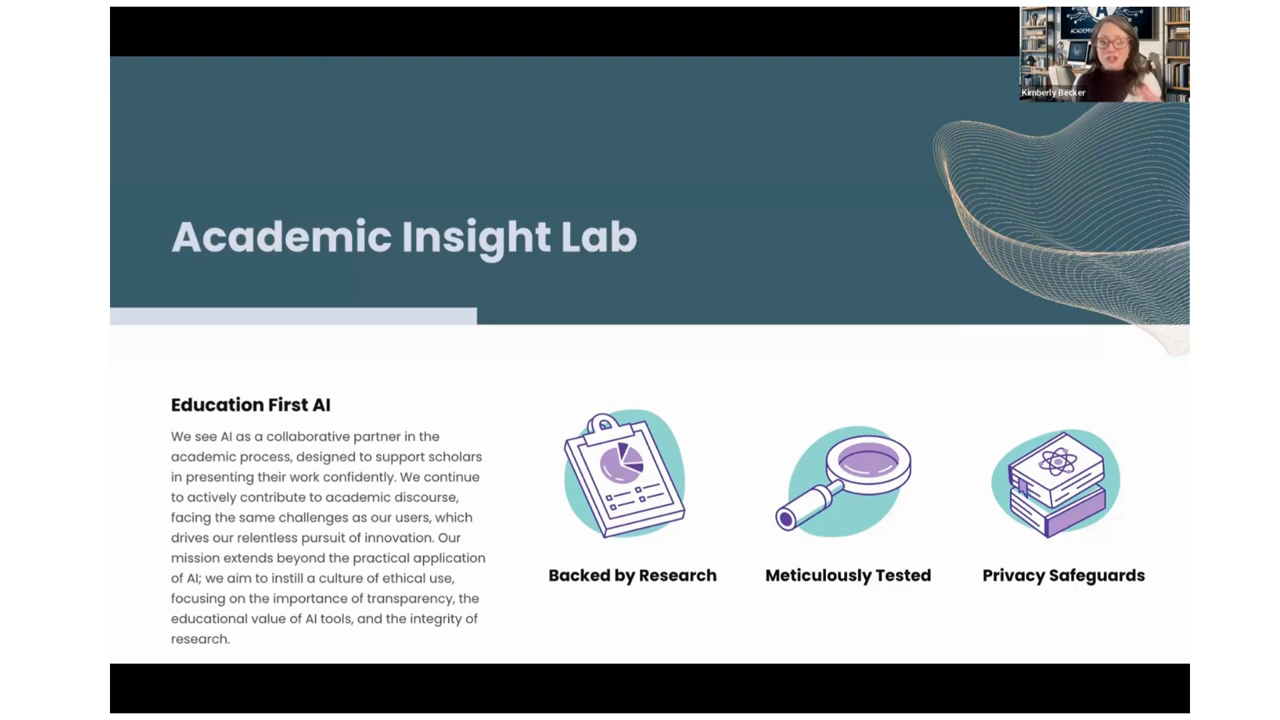 A
ACADEMI
Kimberly Becker
Academic Insight Lab
Education First AI
We see AI as a collaborative partner in the
academic process, designed to support scholars
in presenting their work confidently. We continue
to actively contribute to academic discourse,
facing the same challenges as our users, which
drives our relentless pursuit of innovation. Our
mission extends beyond the practical application
of AI; we aim to instill a culture of ethical use,
focusing on the importance of transparency, the
educational value of AI tools, and the integrity of
research.
Backed by Research
Meticulously Tested
Privacy Safeguards